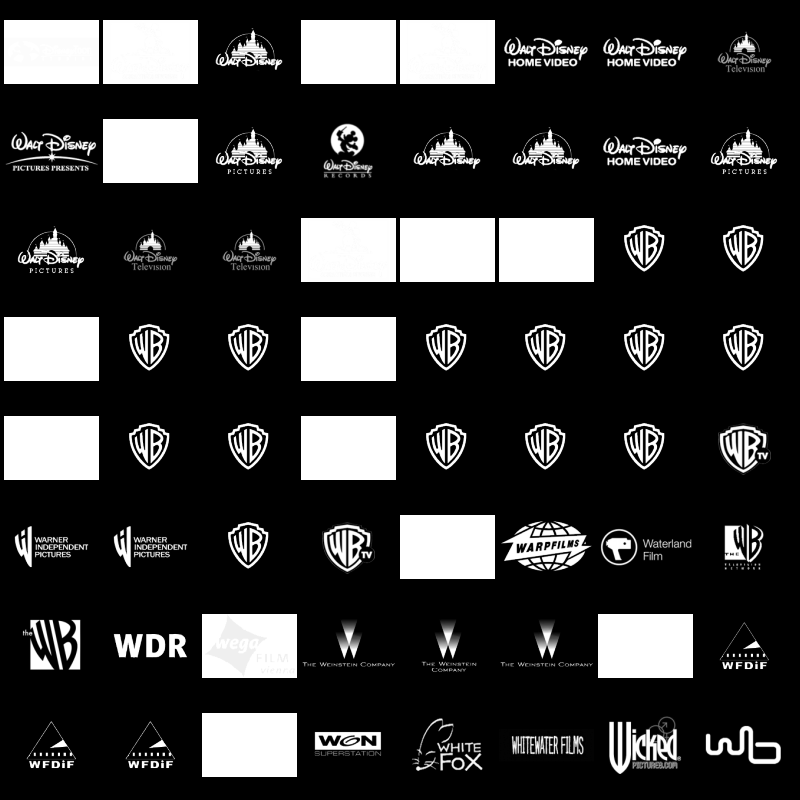 Walt Disney
Walt Disney
HOME VIDEO
Walt Disney
HOME VIDEO
Walt Disney
Television
Walt Disney
PICTURES PRESENTS
Walt Disney
PICTURES
Walt Disney
RECORDS
Walt Disney
Walt Disney
Walt Disney
HOME VIDEO
Walt Disney
PICTURES
Walt Disney
PICTURES
Walt Disney
Television
Walt Disney
Television
WB
WB
WB
WB
WB
WB
WB
WB
WB
WB
WB
WB
WB
WB TV
WARNER
INDEPENDENT
PICTURES
WARNER
INDEPENDENT
PICTURES
WB
WB TV
WARPFILMS
Waterland
Film
THE WB
TELEVISION
NETWORK
the WB
WDR
wega
FILM
THE WEINSTEIN COMPANY
THE WEINSTEIN
COMPANY
THE WEINSTEIN COMPANY
WFDiF
WFDiF
WFDiF
WGN
SUPERSTATION
WHITE
FOX
WHITEWATER FILMS
Wicked
PICTURES.COM
wb